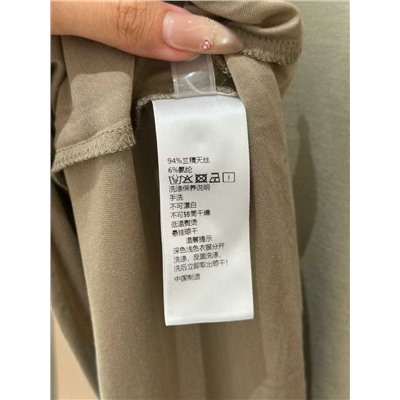 94%兰精天丝
6%氨纶
洗涤保养说明
手洗
不可漂白
不可转筒干燥
低温熨烫
悬挂晾干
温馨提示
深色浅色衣服分开
洗涤、反面洗涤、
洗后立即取出晾干!
中国制造